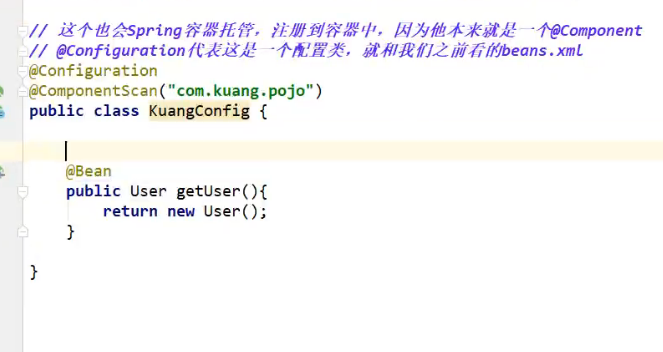 // 这个也会Spring容器托管，注册到容器中，因为他本来就是一个@Component
// @Configuration代表这是一个配置类，就和我们之前看的beans.xml
@Configuration
@ComponentScan("com.kuang.pojo")
public class KuangConfig {
@Bean
public User getUser(){
return new User();
}
}